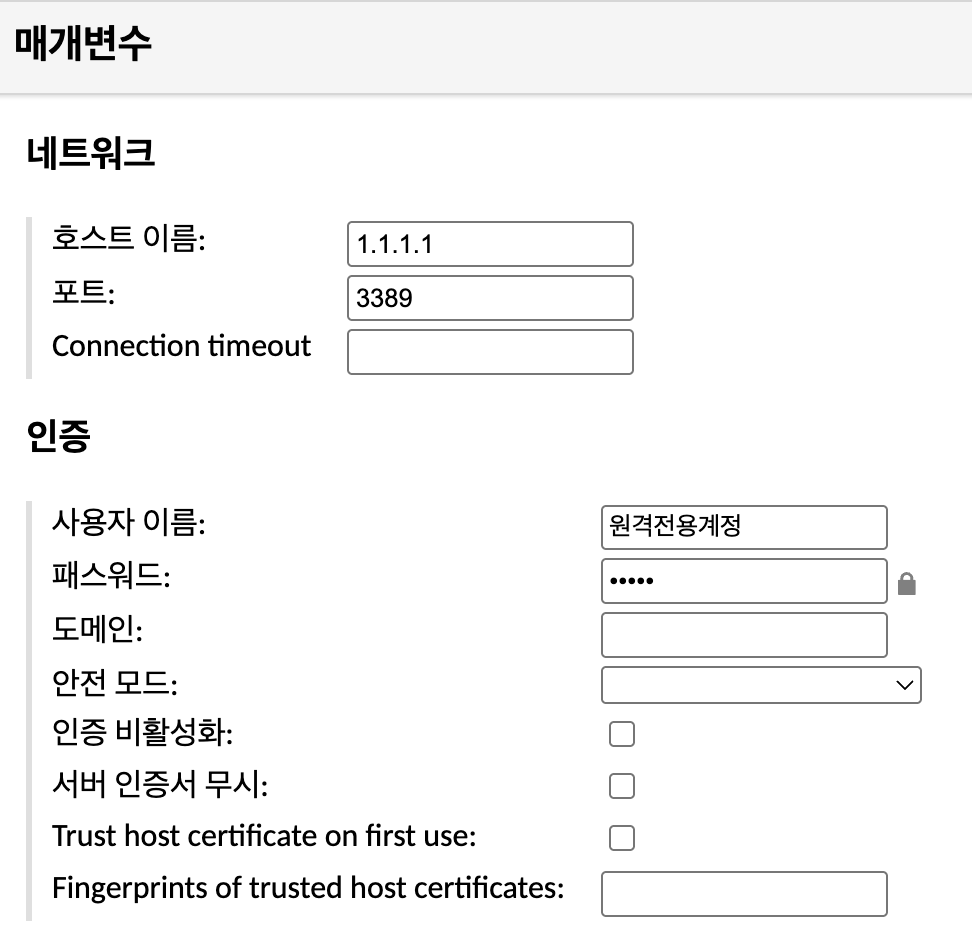 매개변수
네트워크
호스트 이름: 1.1.1.1
포트: 3389
Connection timeout
인증
사용자 이름: 원격전용계정
패스워드: •••••
도메인:
안전 모드:
인증 비활성화:
서버 인증서 무시:
Trust host certificate on first use:
Fingerprints of trusted host certificates: